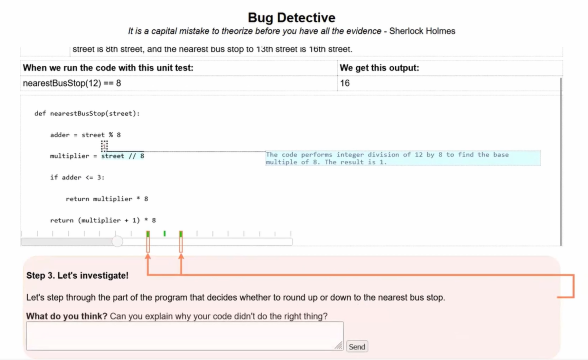 Bug Detective
It is a capital mistake to theorize before you have all the evidence - Sherlock Holmes
street is 8th street, and the nearest bus stop to 13th street is 16th street.
When we run the code with this unit test: We get this output:
nearestBusStop(12) == 8 16
def nearestBusStop(street):
adder = street % 8
multiplier = street // 8 The code performs integer division of 12 by 8 to find the base
multiple of 8. The result is 1.
if adder <= 3:
return multiplier * 8
return (multiplier + 1) * 8
Step 3. Let's investigate!
Let's step through the part of the program that decides whether to round up or down to the nearest bus stop.
What do you think? Can you explain why your code didn't do the right thing?
Send